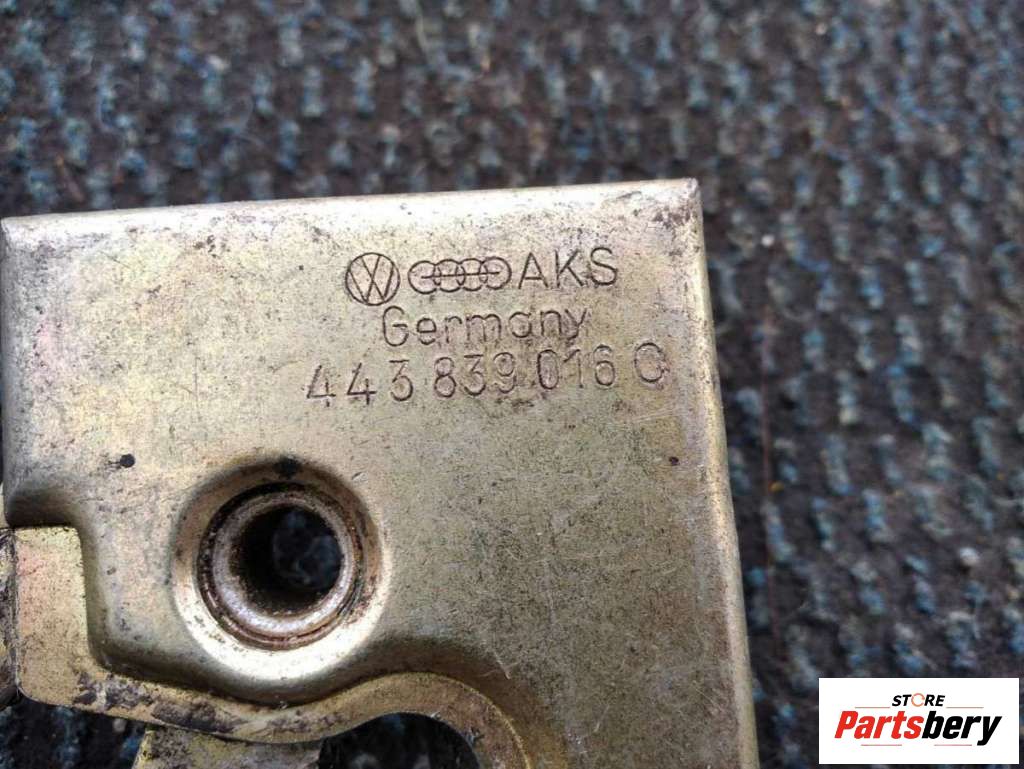 AKS
Germany
443 839 016 C
STORE
Partsbery